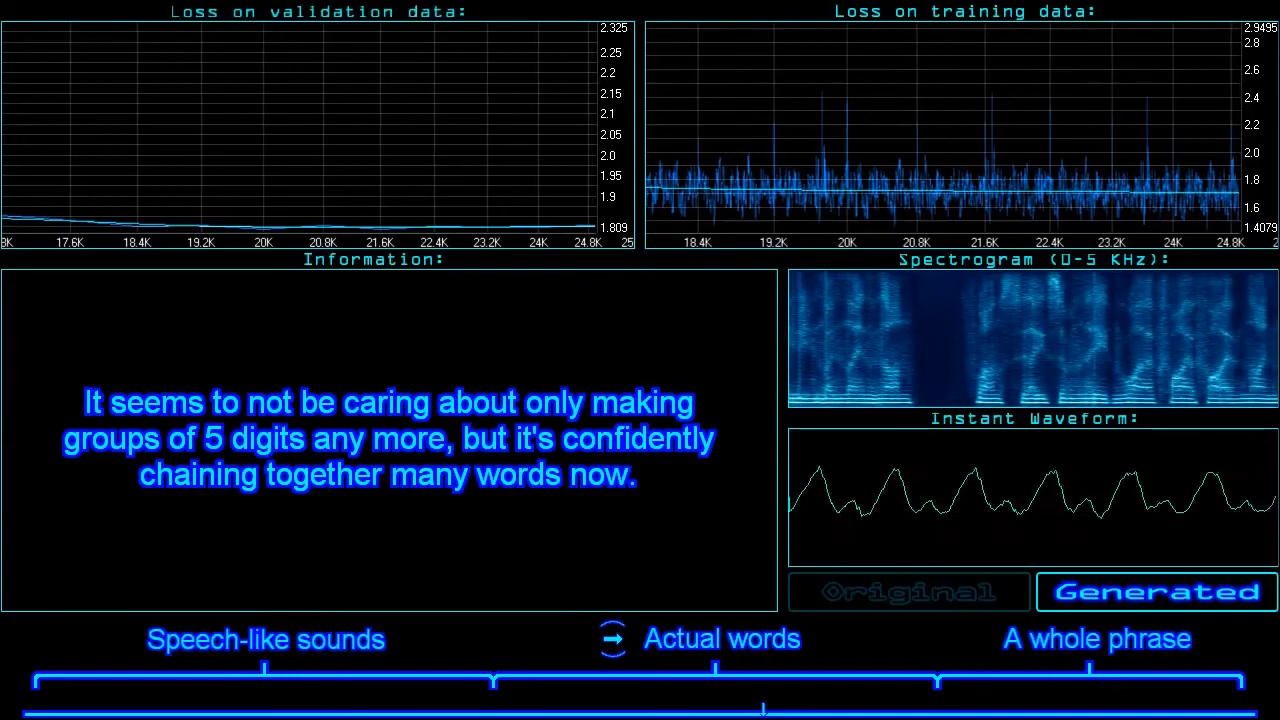 Loss on validation data:
2.325
2.25
2.2
2.15
2.1
2.05
2.0
1.95
1.9
1.809
8K 17.6K 18.4K 19.2K 20K 20.8K 21.6K 22.4K 23.2K 24K 24.8K 25
Loss on training data:
2.9495
2.8
2.6
2.4
2.2
2.0
1.8
1.6
1.4079
18.4K 19.2K 20K 20.8K 21.6K 22.4K 23.2K 24K 24.8K 2
Information:
It seems to not be caring about only making
groups of 5 digits any more, but it's confidently
chaining together many words now.
Spectrogram (0-5 KHz):
Instant Waveform:
Original Generated
Speech-like sounds → Actual words A whole phrase